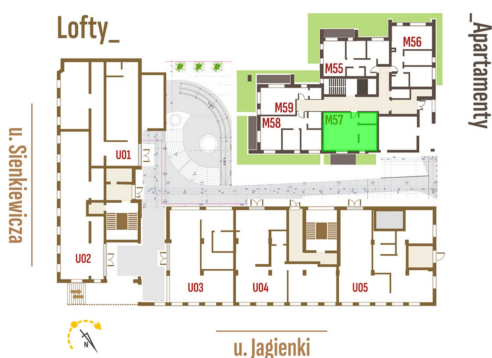 Lofty_
_Apartamenty
M56
M55
M59
M57
M58
U01
u. Sienkiewicza
U02
U03
U04
U05
N
u. Jagienki